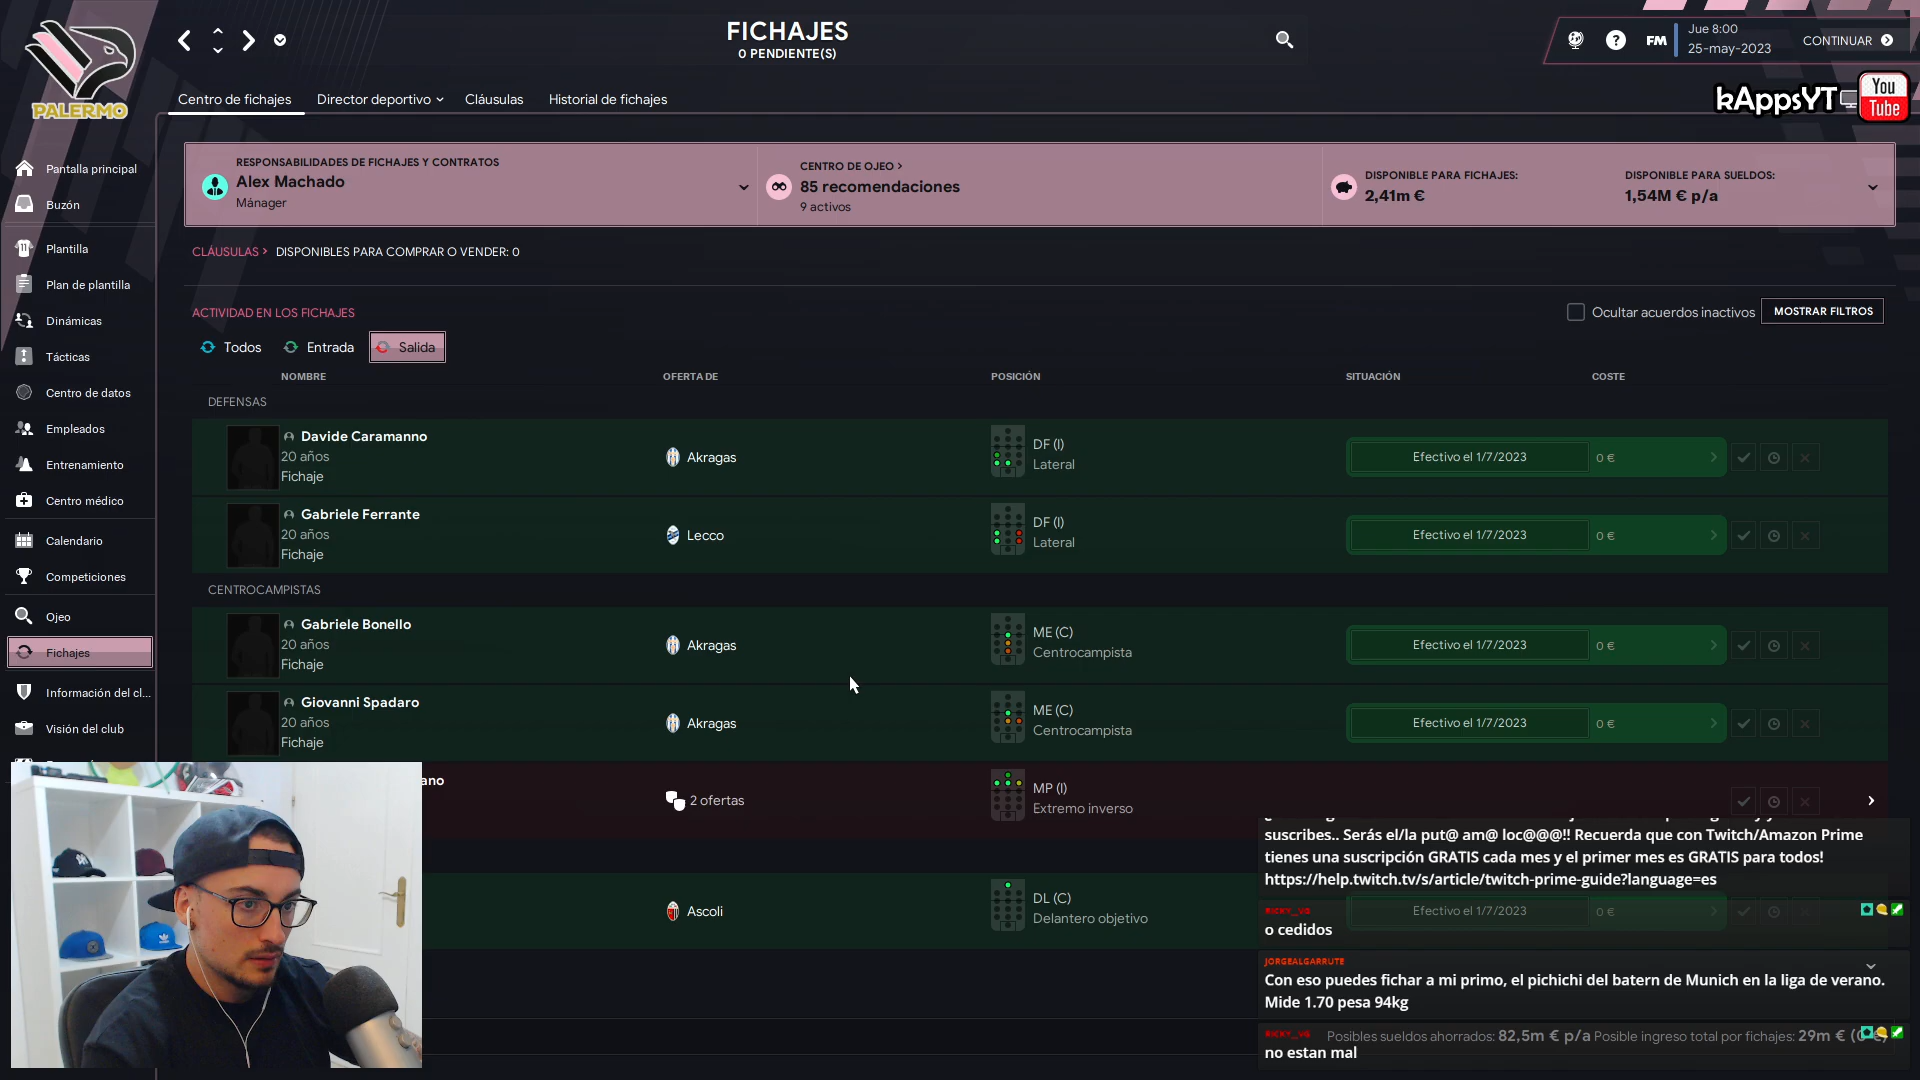 PALERMO
FICHAJES
0 PENDIENTE(S)
FM
Jue 8:00
25-may-2023
CONTINUAR
kAppsYT
You
Tube
Centro de fichajes
Director deportivo
Cláusulas
Historial de fichajes
Pantalla principal
Buzón
Plantilla
Plan de plantilla
Dinámicas
Tácticas
Centro de datos
Empleados
Entrenamiento
Centro médico
Calendario
Competiciones
Ojeo
Fichajes
Información del cl...
Visión del club
RESPONSABILIDADES DE FICHAJES Y CONTRATOS
Alex Machado
Mánager
CENTRO DE OJEO >
85 recomendaciones
9 activos
DISPONIBLE PARA FICHAJES:
2,41m €
DISPONIBLE PARA SUELDOS:
1,54M € p/a
CLÁUSULAS > DISPONIBLES PARA COMPRAR O VENDER: 0
ACTIVIDAD EN LOS FICHAJES
Ocultar acuerdos inactivos
MOSTRAR FILTROS
Todos
Entrada
Salida
NOMBRE
OFERTA DE
POSICIÓN
SITUACIÓN
COSTE
DEFENSAS
Davide Caramanno
20 años
Fichaje
Akragas
DF (I)
Lateral
Efectivo el 1/7/2023
0 €
Gabriele Ferrante
20 años
Fichaje
Lecco
DF (I)
Lateral
Efectivo el 1/7/2023
0 €
CENTROCAMPISTAS
Gabriele Bonello
20 años
Fichaje
Akragas
ME (C)
Centrocampista
Efectivo el 1/7/2023
0 €
Giovanni Spadaro
20 años
Fichaje
Akragas
ME (C)
Centrocampista
Efectivo el 1/7/2023
0 €
ano
2 ofertas
MP (I)
Extremo inverso
Ascoli
DL (C)
Delantero objetivo
Efectivo el 1/7/2023
0 €
suscribes.. Serás el/la put@ am@ loc@@@!! Recuerda que con Twitch/Amazon Prime
tienes una suscripción GRATIS cada mes y el primer mes es GRATIS para todos!
https://help.twitch.tv/s/article/twitch-prime-guide?language=es
RICKY__VG
o cedidos
JORGEALGARRUTE
Con eso puedes fichar a mi primo, el pichichi del batern de Munich en la liga de verano.
Mide 1.70 pesa 94kg
RICKY__VG
Posibles sueldos ahorrados: 82,5m € p/a Posible ingreso total por fichajes: 29m € (0 €)
no estan mal